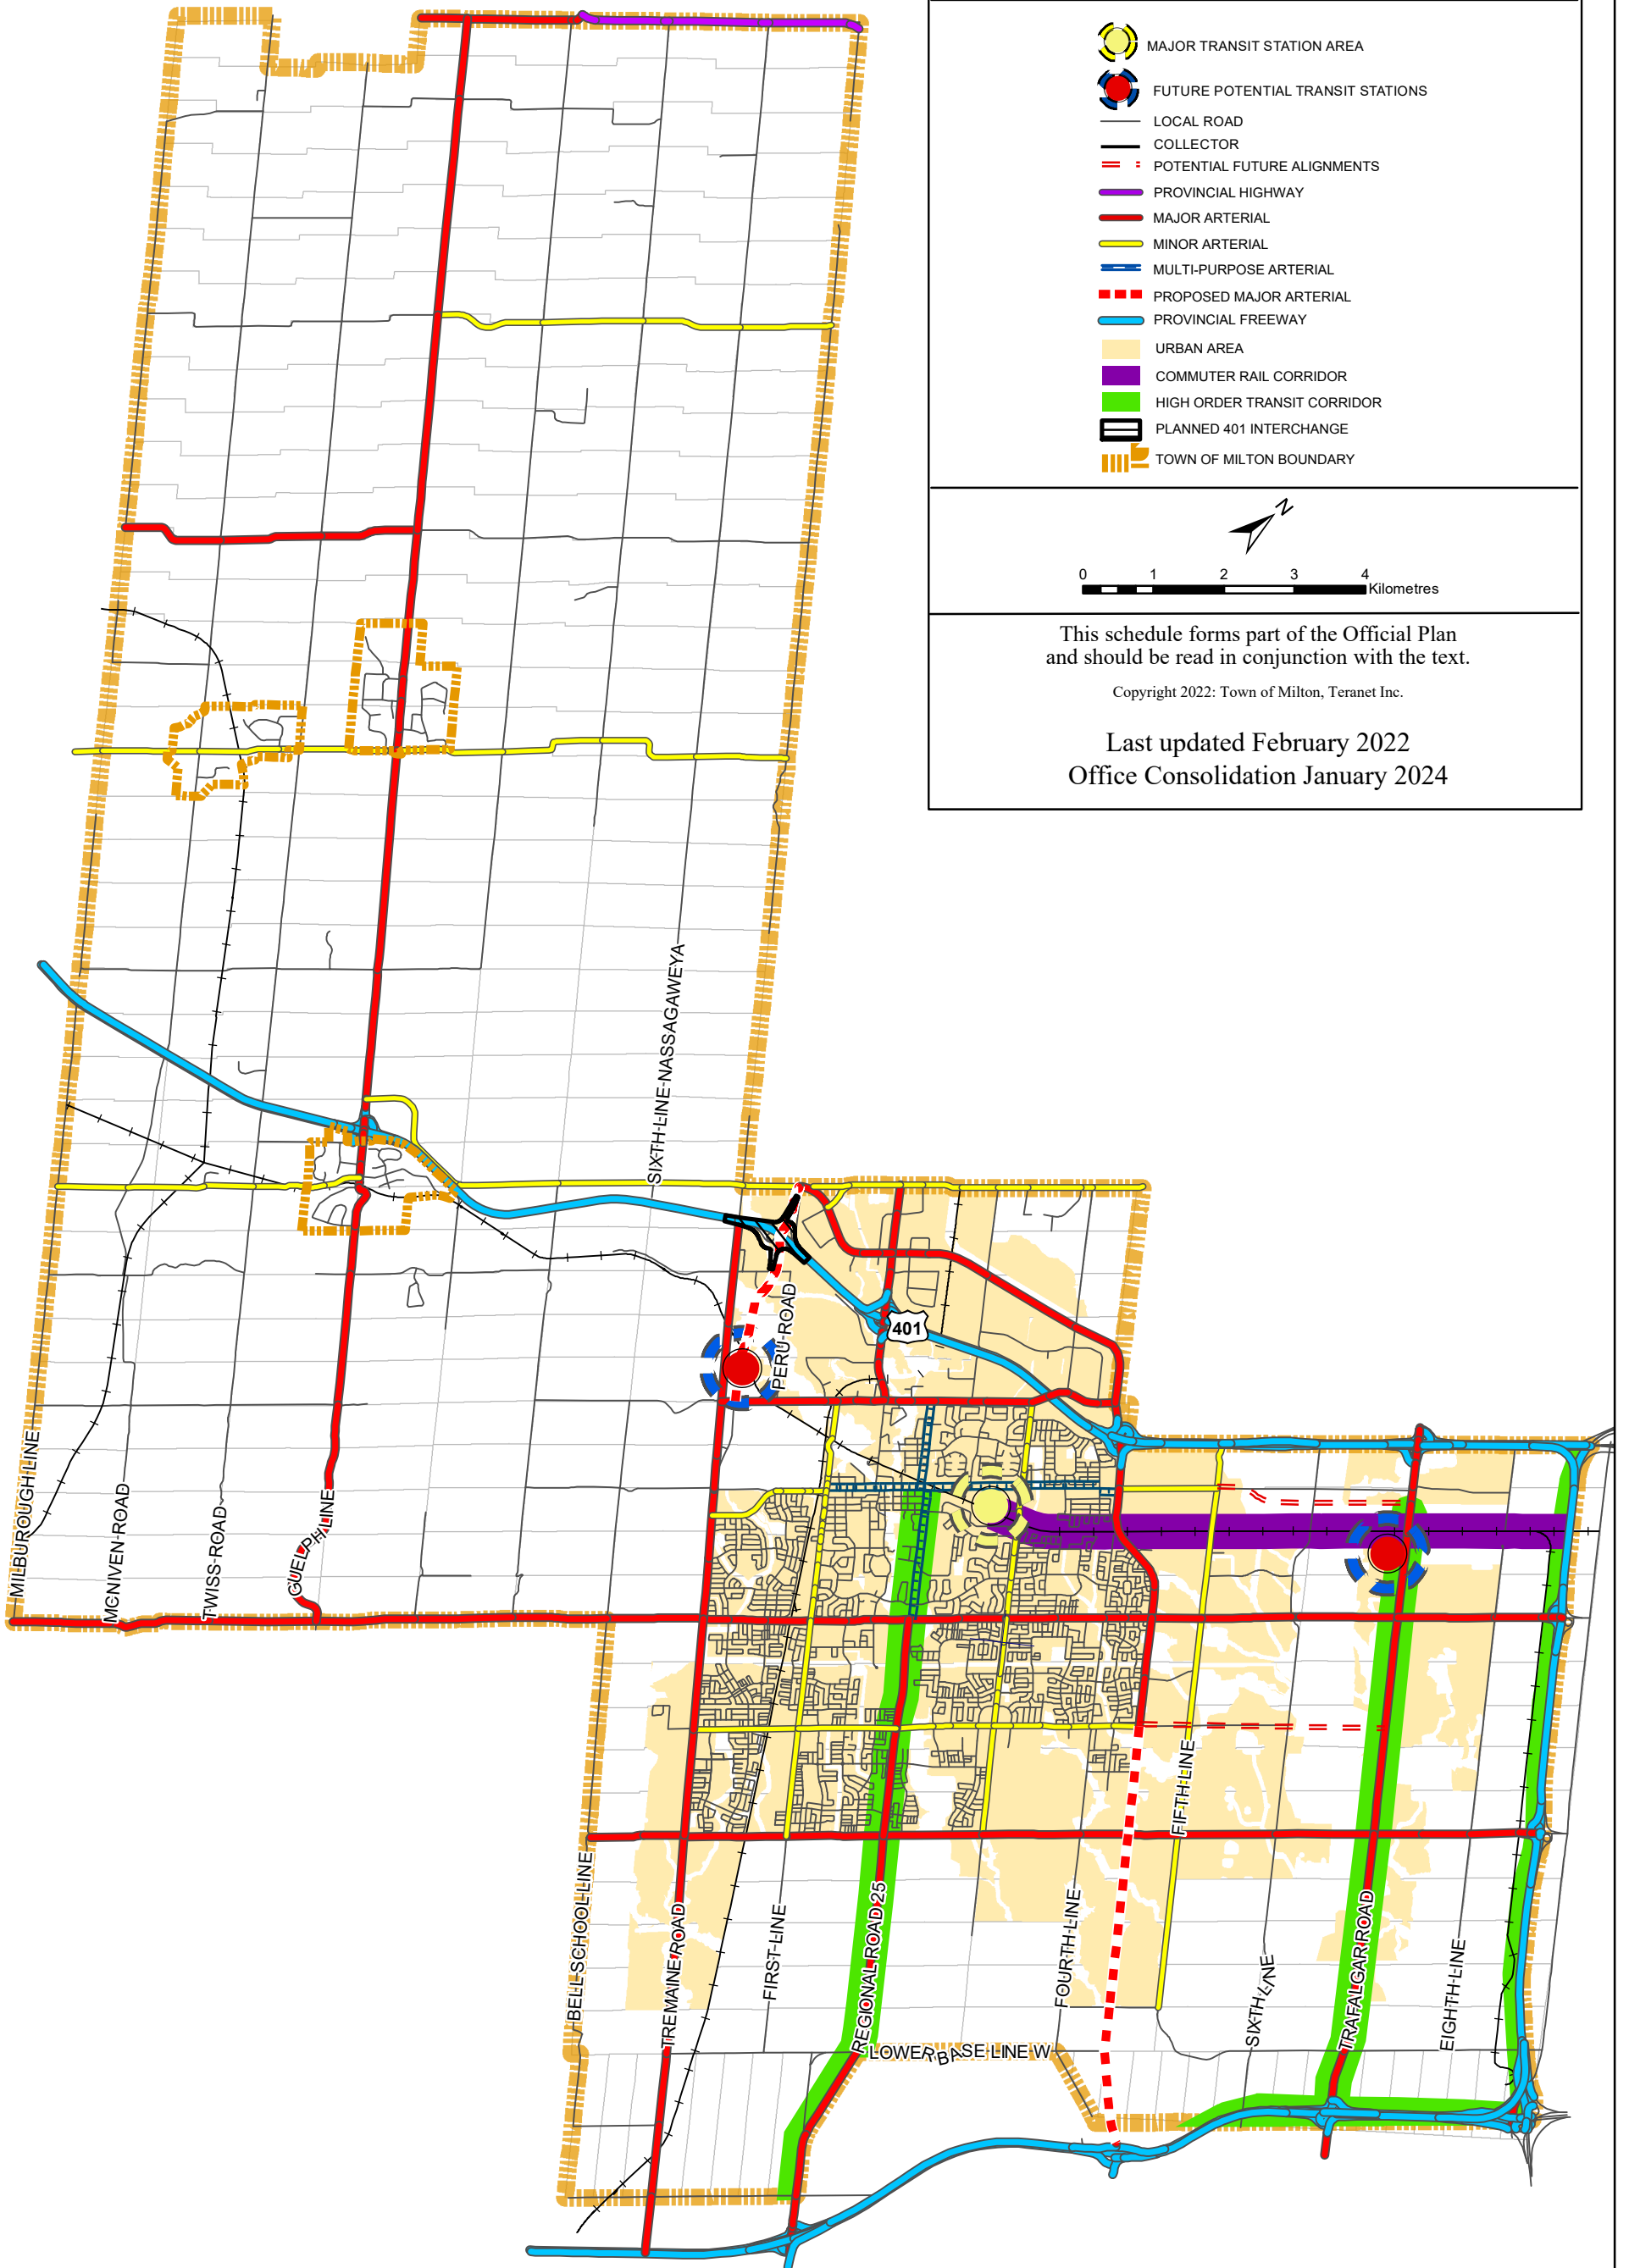 MAJOR TRANSIT STATION AREA
FUTURE POTENTIAL TRANSIT STATIONS
LOCAL ROAD
COLLECTOR
POTENTIAL FUTURE ALIGNMENTS
PROVINCIAL HIGHWAY
MAJOR ARTERIAL
MINOR ARTERIAL
MULTI-PURPOSE ARTERIAL
PROPOSED MAJOR ARTERIAL
PROVINCIAL FREEWAY
URBAN AREA
COMMUTER RAIL CORRIDOR
HIGH ORDER TRANSIT CORRIDOR
PLANNED 401 INTERCHANGE
TOWN OF MILTON BOUNDARY
N
0 1 2 3 4
Kilometres
This schedule forms part of the Official Plan
and should be read in conjunction with the text.
Copyright 2022: Town of Milton, Teranet Inc.
Last updated February 2022
Office Consolidation January 2024
SIXTH LINE NASSAGAWEYA
PERU ROAD
401
MILBOROUGH LINE
MCNIVEN ROAD
TWISS ROAD
GUELPH LINE
FIFTH LINE
BELL SCHOOL LINE
TREMAINE ROAD
FIRST LINE
REGIONAL ROAD 25
FOURTH LINE
SIXTH LINE
TRAFALGAR ROAD
EIGHTH LINE
LOWER BASE LINE W